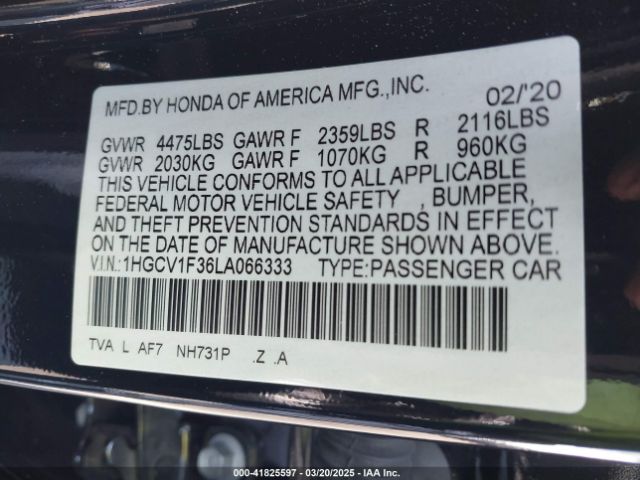 MFD.BY HONDA OF AMERICA MFG.,INC. 02/'20
GVWR 4475LBS GAWR F 2359LBS R 2116LBS
GVWR 2030KG GAWR F 1070KG R 960KG
THIS VEHICLE CONFORMS TO ALL APPLICABLE
FEDERAL MOTOR VEHICLE SAFETY , BUMPER,
AND THEFT PREVENTION STANDARDS IN EFFECT
ON THE DATE OF MANUFACTURE SHOWN ABOVE.
V.I.N.:1HGCV1F36LA066333 TYPE:PASSENGER CAR
TVA L AF7 NH731P .Z .A
000-41825597 - 03/20/2025 - IAA Inc.